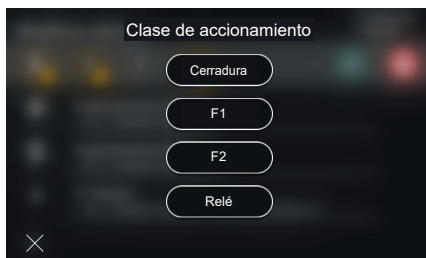 Clase de accionamiento
Cerradura
F1
F2
Relé